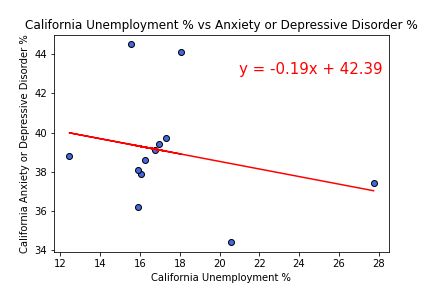 California Unemployment % vs Anxiety or Depressive Disorder %
y = -0.19x + 42.39
California Anxiety or Depressive Disorder %
44
42
40
38
36
34
12 14 16 18 20 22 24 26 28
California Unemployment %